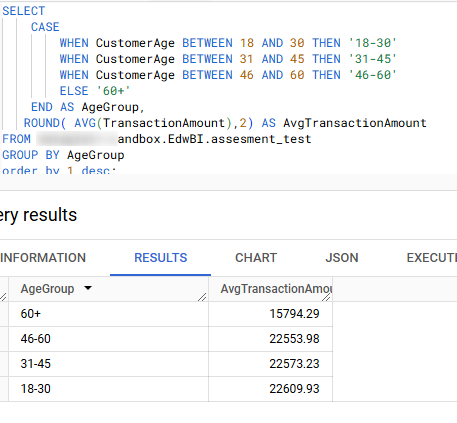 SELECT
CASE
WHEN CustomerAge BETWEEN 18 AND 30 THEN '18-30'
WHEN CustomerAge BETWEEN 31 AND 45 THEN '31-45'
WHEN CustomerAge BETWEEN 46 AND 60 THEN '46-60'
ELSE '60+'
END AS AgeGroup,
ROUND( AVG(TransactionAmount),2) AS AvgTransactionAmount
FROM andbox.EdwBI.assesment_test
GROUP BY AgeGroup
order by 1 desc;
ery results
INFORMATION RESULTS CHART JSON EXECUTI
AgeGroup AvgTransactionAmou
60+ 15794.29
46-60 22553.98
31-45 22573.23
18-30 22609.93